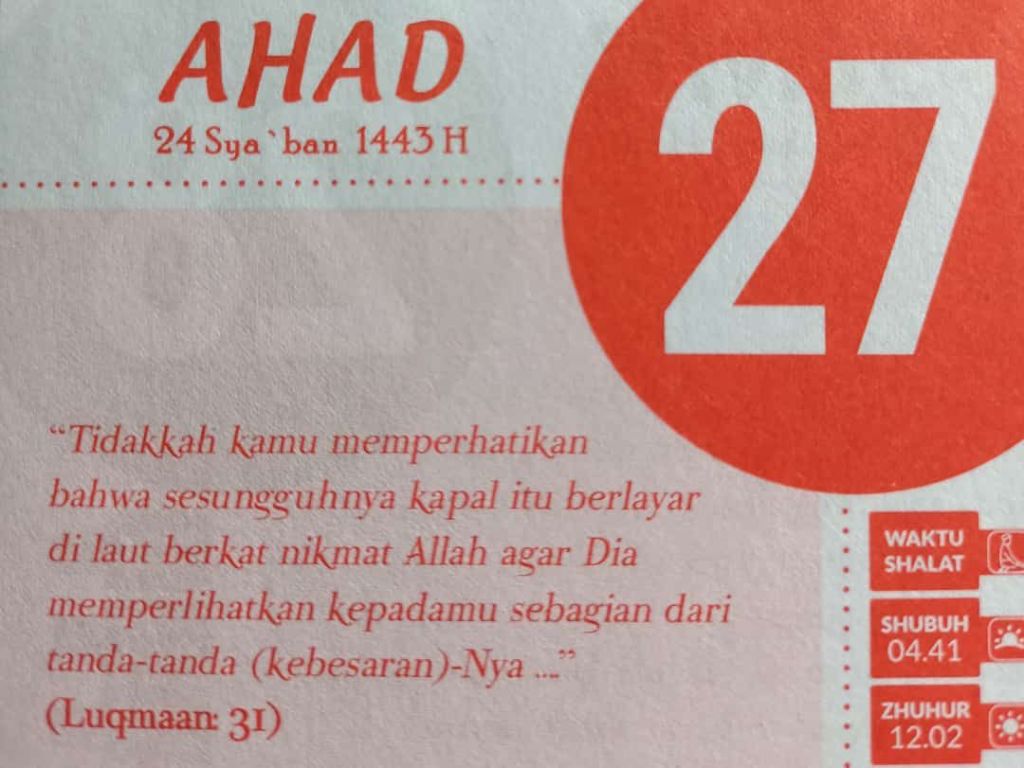 AHAD
24 Sya`ban 1443 H
27
“Tidakkah kamu memperhatikan
bahwa sesungguhnya kapal itu berlayar
di laut berkat nikmat Allah agar Dia
memperlihatkan kepadamu sebagian dari
tanda-tanda (kebesaran)-Nya ...”
(Luqmaan: 31)
WAKTU
SHALAT
SHUBUH
04.41
ZHUHUR
12.02